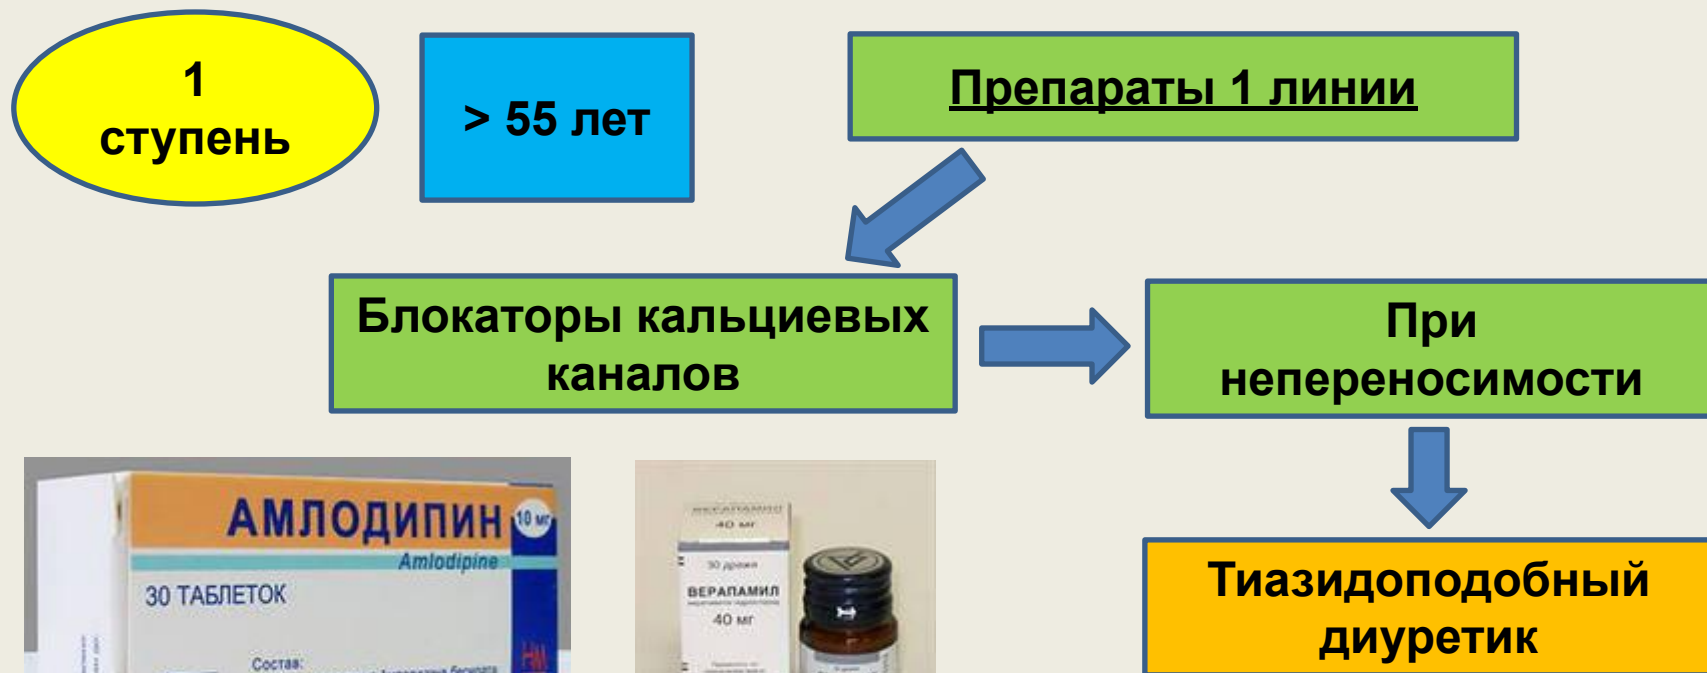 1
ступень
> 55 лет
Препараты 1 линии
Блокаторы кальциевых
каналов
При
непереносимости
АМЛОДИПИН 10 мг
Amlodipine
30 ТАБЛЕТОК
Состав:
ВЕРАПАМИЛ
40 мг
30 драже
ВЕРАПАМИЛ
40 мг
Тиазидоподобный
диуретик